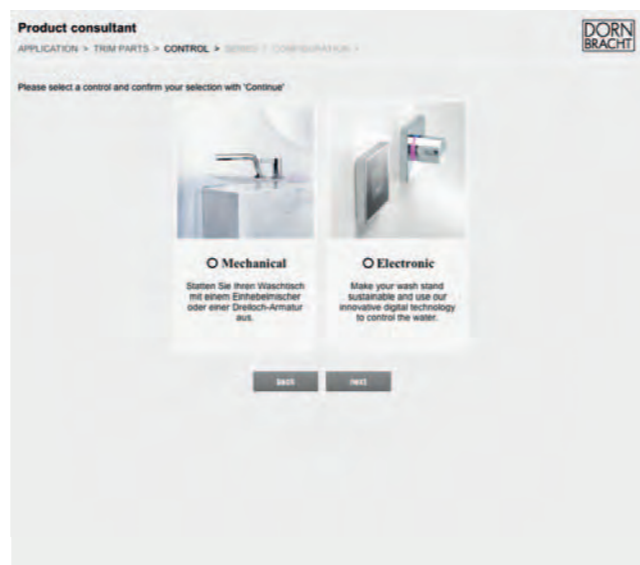 Product consultant
DORN
BRACHT
APPLICATION > TRIM PARTS > CONTROL > SERIES > CONFIGURATION >
Please select a control and confirm your selection with 'Continue'
Mechanical
Statten Sie Ihren Waschtisch
mit einem Einhebelmischer
oder einer Dreiloch-Armatur
aus.
Electronic
Make your wash stand
sustainable and use our
innovative digital technology
to control the water.
back
next